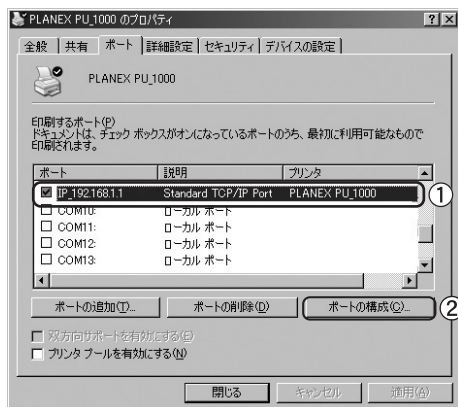 PLANEX PU_1000 のプロパティ
全般 共有 ポート 詳細設定 セキュリティ デバイスの設定
PLANEX PU_1000
印刷するポート(P)
ドキュメントは、チェック ボックスがオンになっているポートのうち、最初に利用可能なもので
印刷されます。
ポート 説明 プリンタ
IP_192.168.1.1 Standard TCP/IP Port PLANEX PU_1000 ①
COM10: ローカル ポート
COM11: ローカル ポート
COM12: ローカル ポート
COM13: ローカル ポート
ポートの追加(T)... ポートの削除(D) ポートの構成(C)... ②
双方向サポートを有効にする(E)
プリンタ プールを有効にする(N)
閉じる キャンセル 適用(A)